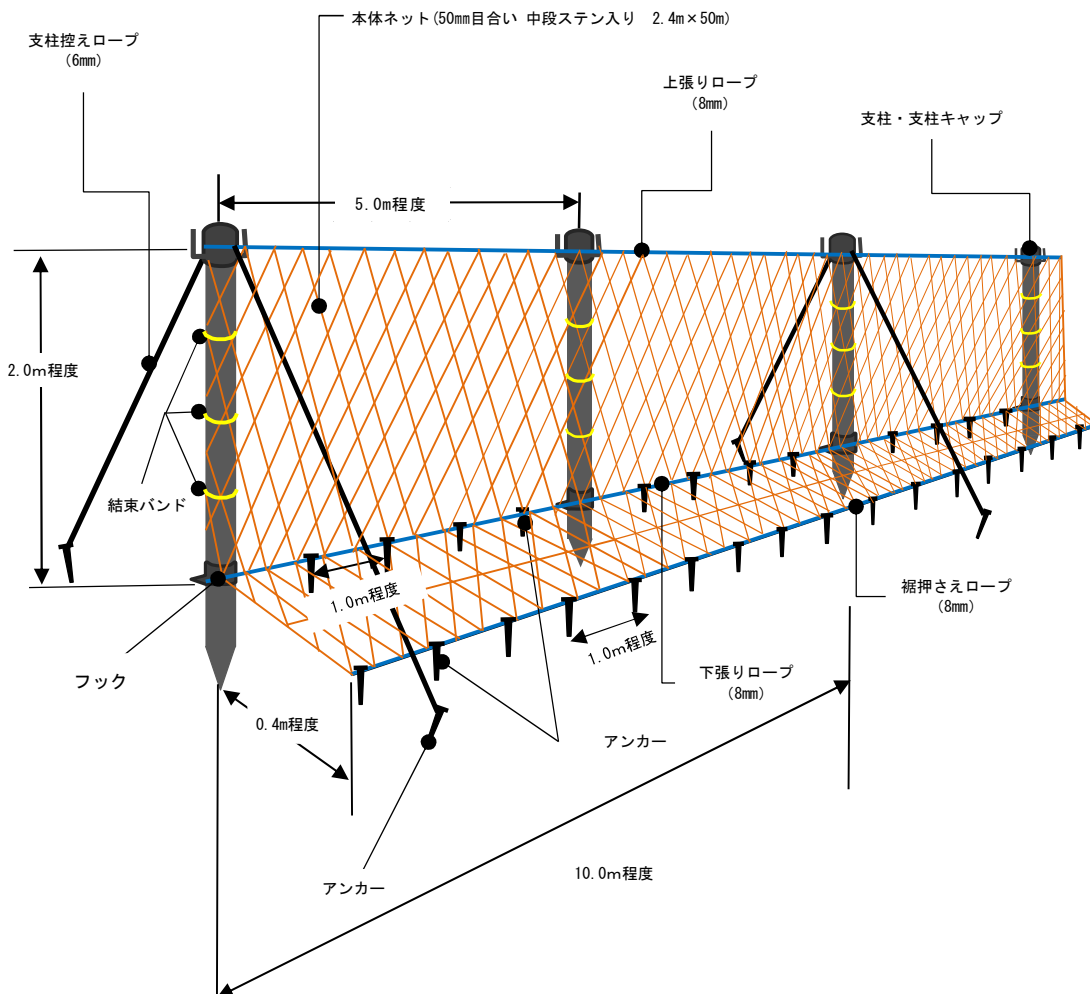 本体ネット(50mm目合い 中段ステン入り 2.4m×50m)
支柱控えロープ
(6mm)
上張りロープ
(8mm)
支柱・支柱キャップ
5.0m程度
2.0m程度
結束バンド
1.0m程度
裾押さえロープ
(8mm)
1.0m程度
下張りロープ
(8mm)
フック
0.4m程度
アンカー
10.0m程度
アンカー